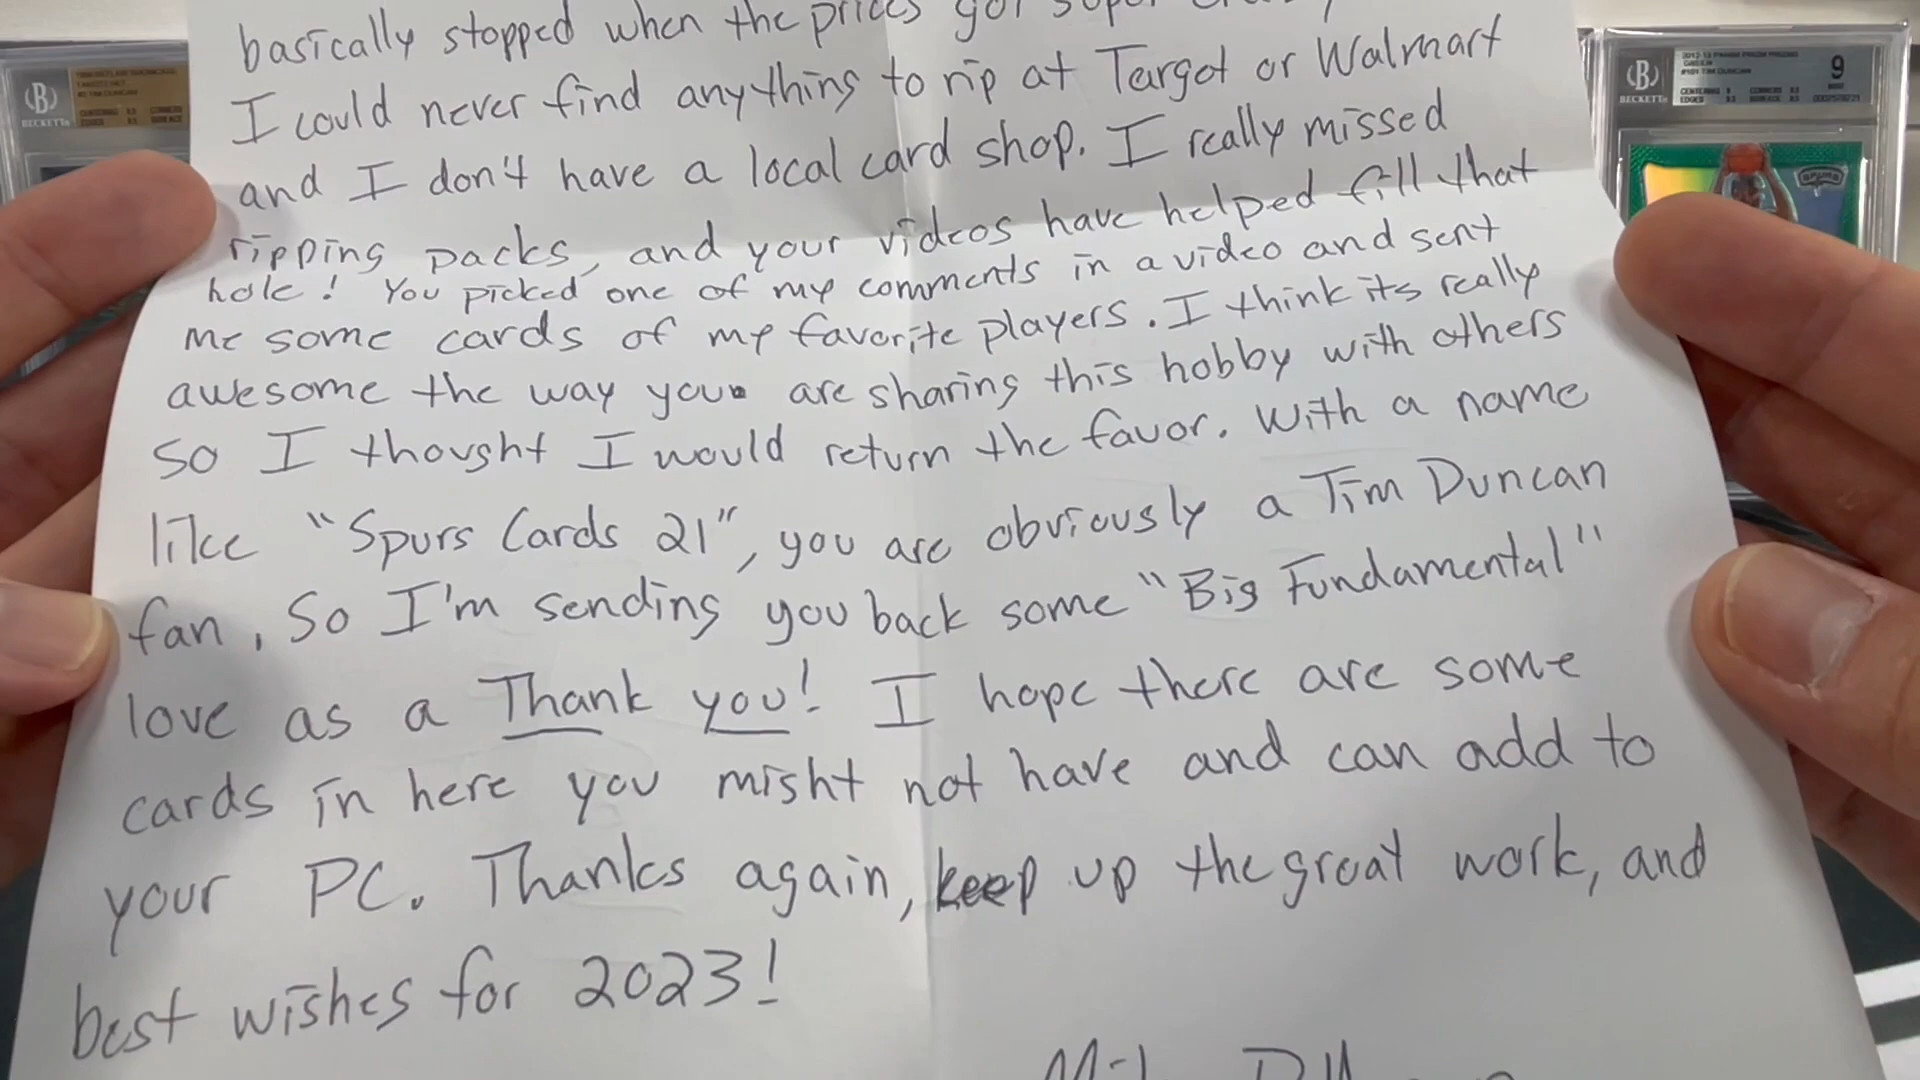 basically stopped when the prices got super
I could never find anything to rip at Target or Walmart
and I don't have a local card shop. I really missed
ripping packs, and your videos have helped fill that
hole! You picked one of my comments in a video and sent
me some cards of my favorite players. I think its really
awesome the way you are sharing this hobby with others
so I thought I would return the favor. With a name
like "Spurs Cards 21", you are obviously a Tim Duncan
fan, So I'm sending you back some "Big Fundamental"
love as a Thank you! I hope there are some
cards in here you might not have and can add to
your PC. Thanks again, keep up the great work, and
best wishes for 2023!
BECKETT
BECKETT
9
SPURS